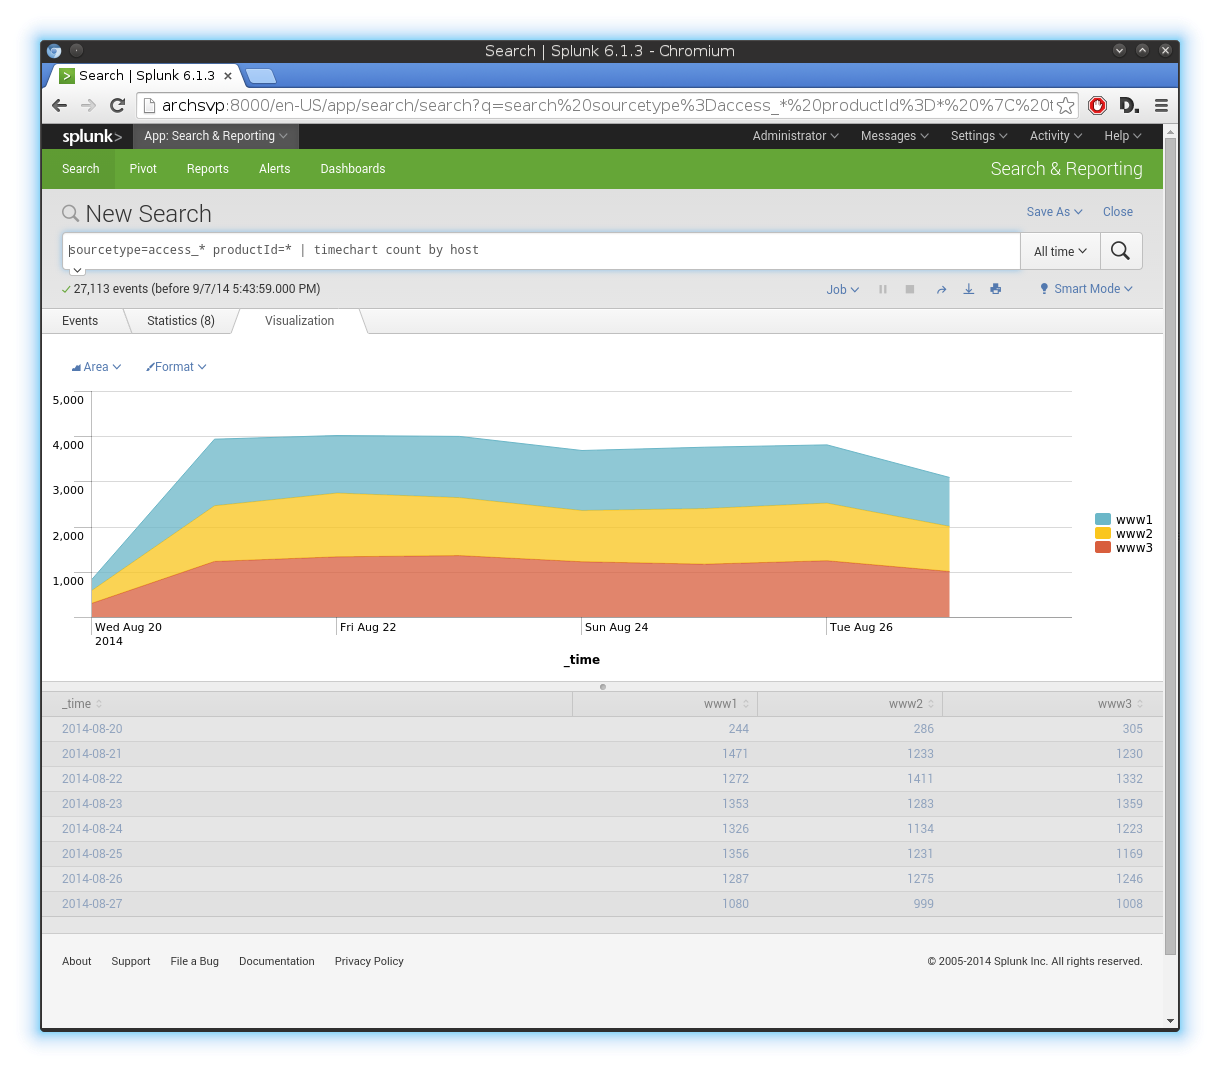 Search | Splunk 6.1.3 - Chromium
Search | Splunk 6.1.3
archsvp:8000/en-US/app/search/search?q=search%20sourcetype%3Daccess_*%20productId%3D*%20%7C%20t
D.
splunk> App: Search & Reporting Administrator Messages Settings Activity Help
Search Pivot Reports Alerts Dashboards Search & Reporting
New Search Save As Close
sourcetype=access_* productId=* | timechart count by host All time
27,113 events (before 9/7/14 5:43:59.000 PM) Job Smart Mode
Events Statistics (8) Visualization
Area Format
5,000
4,000
3,000
2,000
1,000
www1
www2
www3
Wed Aug 20 Fri Aug 22 Sun Aug 24 Tue Aug 26
2014
_time
_time www1 www2 www3
2014-08-20 244 286 305
2014-08-21 1471 1233 1230
2014-08-22 1272 1411 1332
2014-08-23 1353 1283 1359
2014-08-24 1326 1134 1223
2014-08-25 1356 1231 1169
2014-08-26 1287 1275 1246
2014-08-27 1080 999 1008
About Support File a Bug Documentation Privacy Policy © 2005-2014 Splunk Inc. All rights reserved.